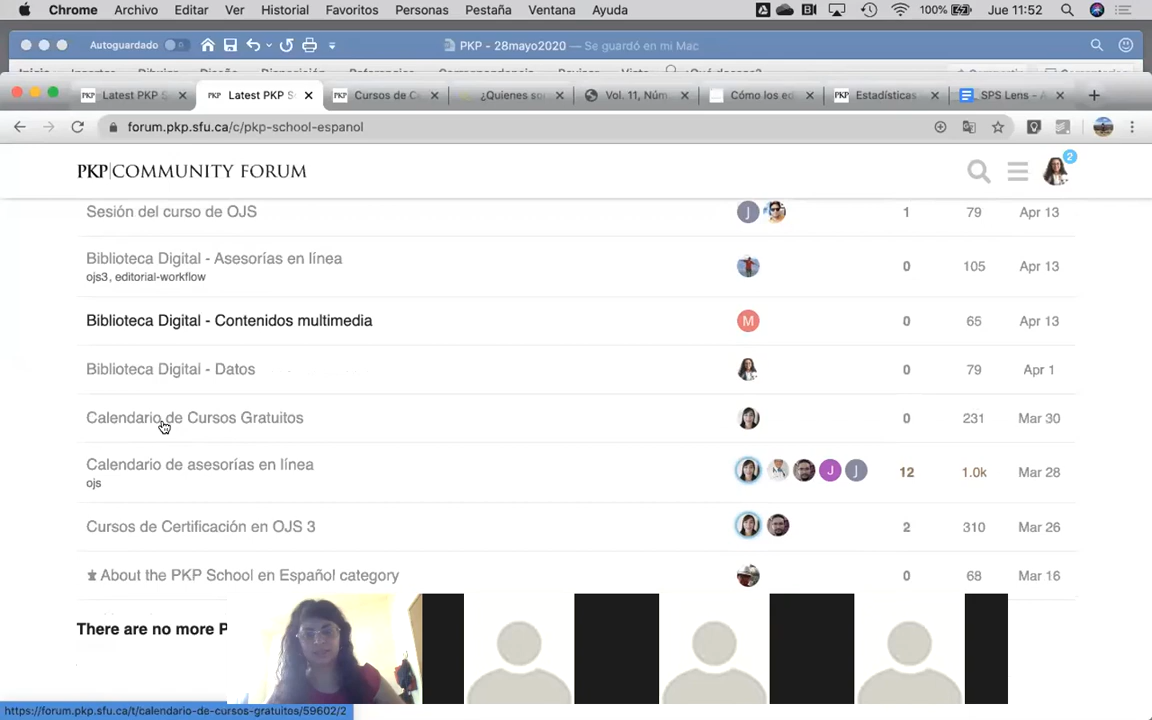 Chrome Archivo Editar Ver Historial Favoritos Personas Pestaña Ventana Ayuda 100% Jue 11:52
Autoguardado PKP - 28mayo2020 — Se guardó en mi Mac
Latest PKP S Latest PKP S Cursos de C ¿Quienes so Vol. 11, Núm Cómo los ed Estadísticas SPS Lens - A
forum.pkp.sfu.ca/c/pkp-school-espanol
PKP|COMMUNITY FORUM 2
Sesión del curso de OJS J 1 79 Apr 13
Biblioteca Digital - Asesorías en línea 0 105 Apr 13
ojs3, editorial-workflow
Biblioteca Digital - Contenidos multimedia M 0 65 Apr 13
Biblioteca Digital - Datos 0 79 Apr 1
Calendario de Cursos Gratuitos 0 231 Mar 30
Calendario de asesorías en línea J J 12 1.0k Mar 28
ojs
Cursos de Certificación en OJS 3 2 310 Mar 26
About the PKP School en Español category 0 68 Mar 16
There are no more P
https://forum.pkp.sfu.ca/t/calendario-de-cursos-gratuitos/59602/2